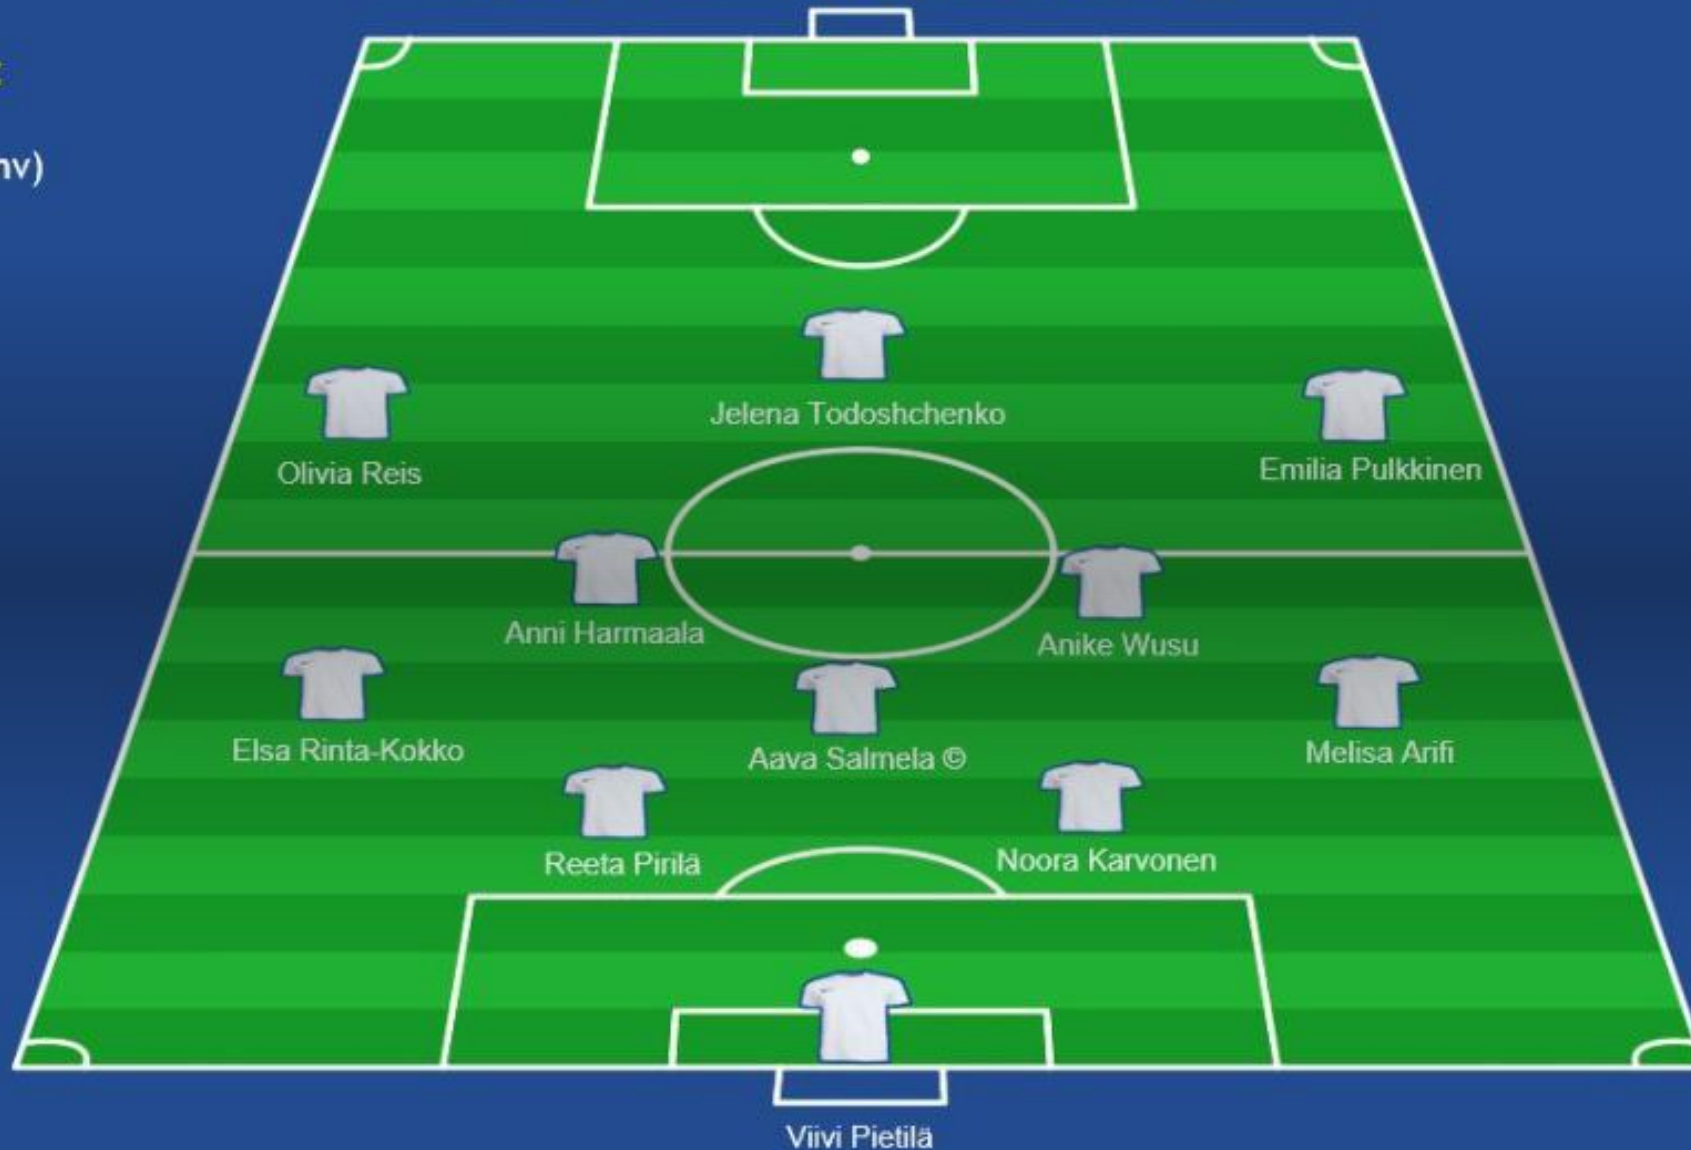 nv)
Jelena Todoshchenko
Olivia Reis
Emilia Pulkkinen
Anni Harmaala
Anike Wusu
Elsa Rinta-Kokko
Aava Salmela ©
Melisa Arifi
Reeta Pirilä
Noora Karvonen
Viivi Pietilä